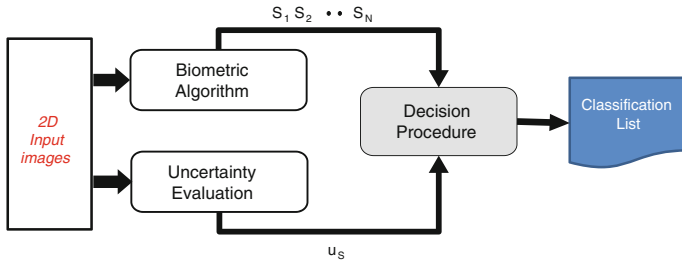 S1 S2 •• SN
2D
Input
images
Biometric
Algorithm
Decision
Procedure
Classification
List
Uncertainty
Evaluation
uS